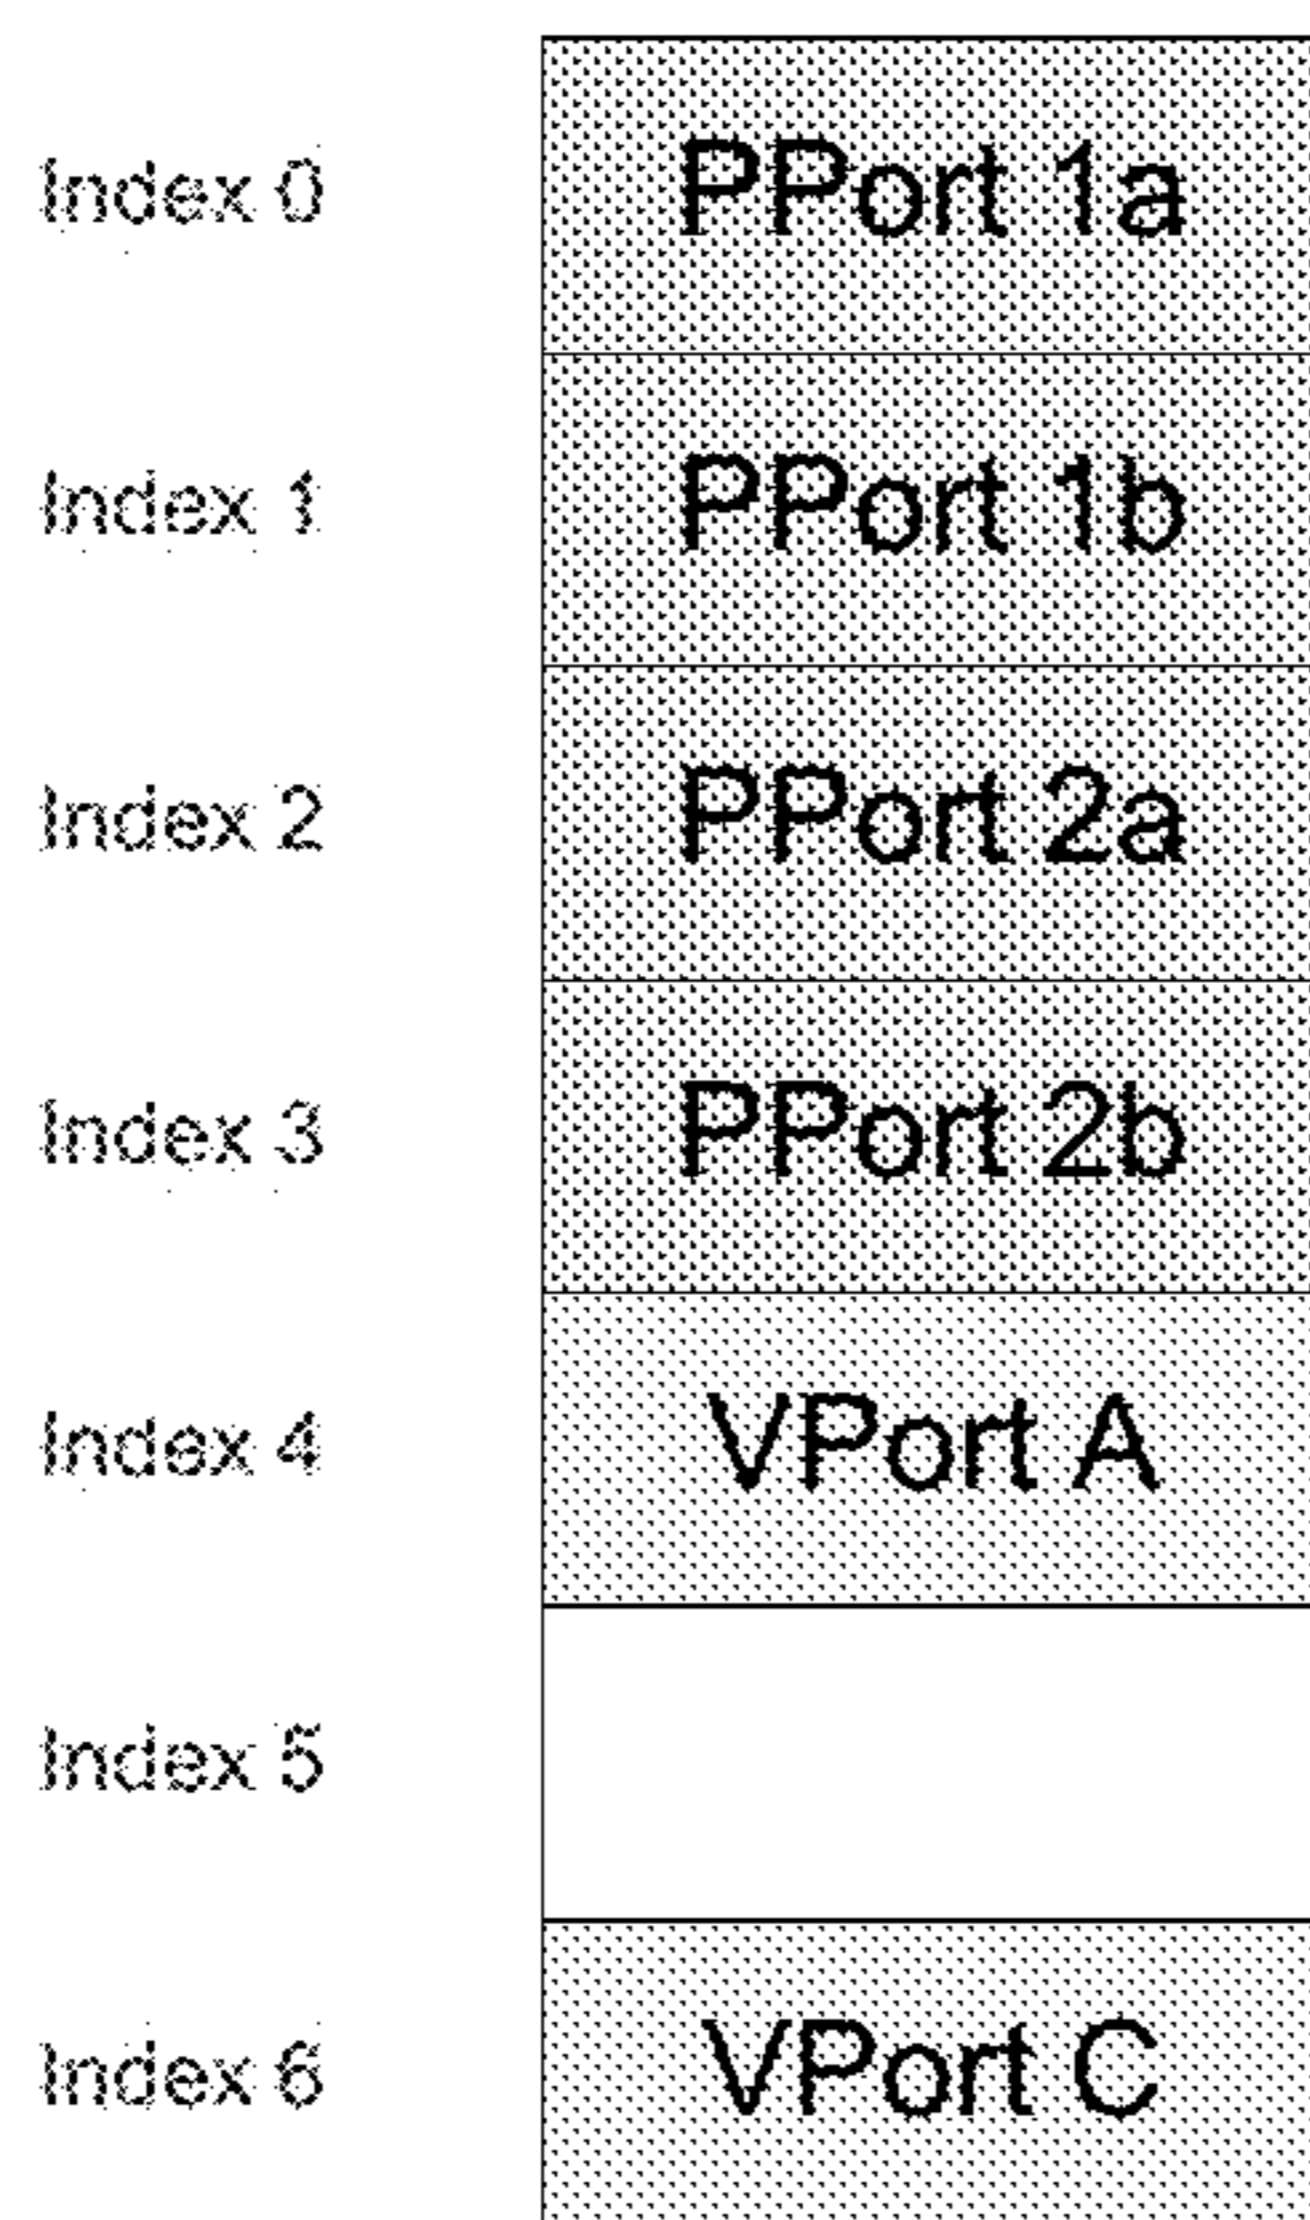 Index 0 PPort 1a
Index 1 PPort 1b
Index 2 PPort 2a
Index 3 PPort 2b
Index 4 VPort A
Index 5
Index 6 VPort C